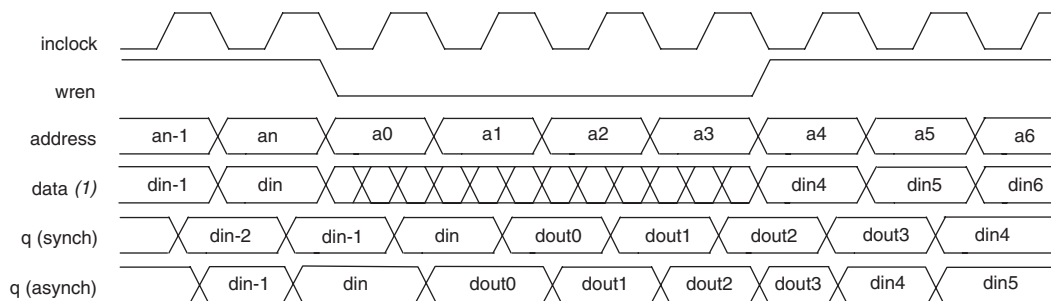 inclock
wren
address an-1 an a0 a1 a2 a3 a4 a5 a6
data (1) din-1 din din4 din5 din6
q (synch) din-2 din-1 din dout0 dout1 dout2 dout3 din4
q (asynch) din-1 din dout0 dout1 dout2 dout3 din4 din5